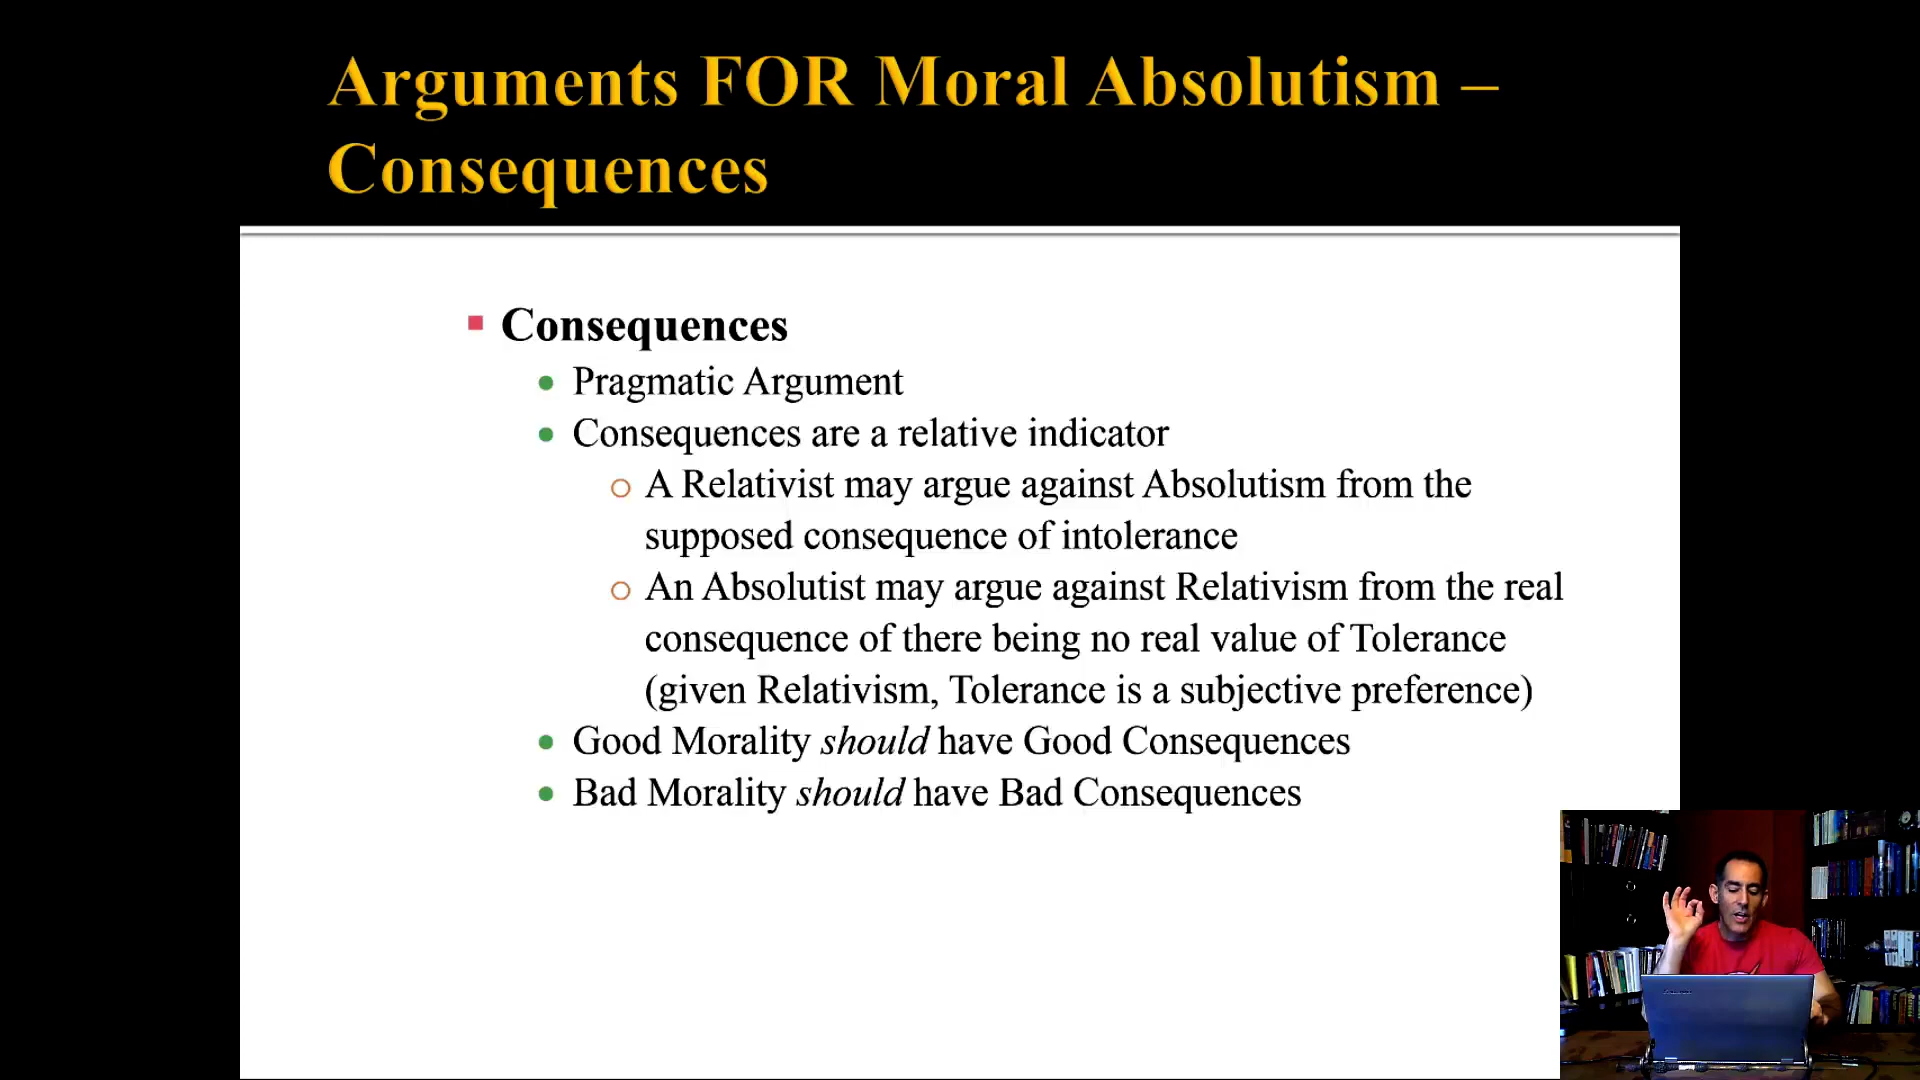 Arguments FOR Moral Absolutism –
Consequences
Consequences
Pragmatic Argument
Consequences are a relative indicator
A Relativist may argue against Absolutism from the
supposed consequence of intolerance
An Absolutist may argue against Relativism from the real
consequence of there being no real value of Tolerance
(given Relativism, Tolerance is a subjective preference)
Good Morality should have Good Consequences
Bad Morality should have Bad Consequences